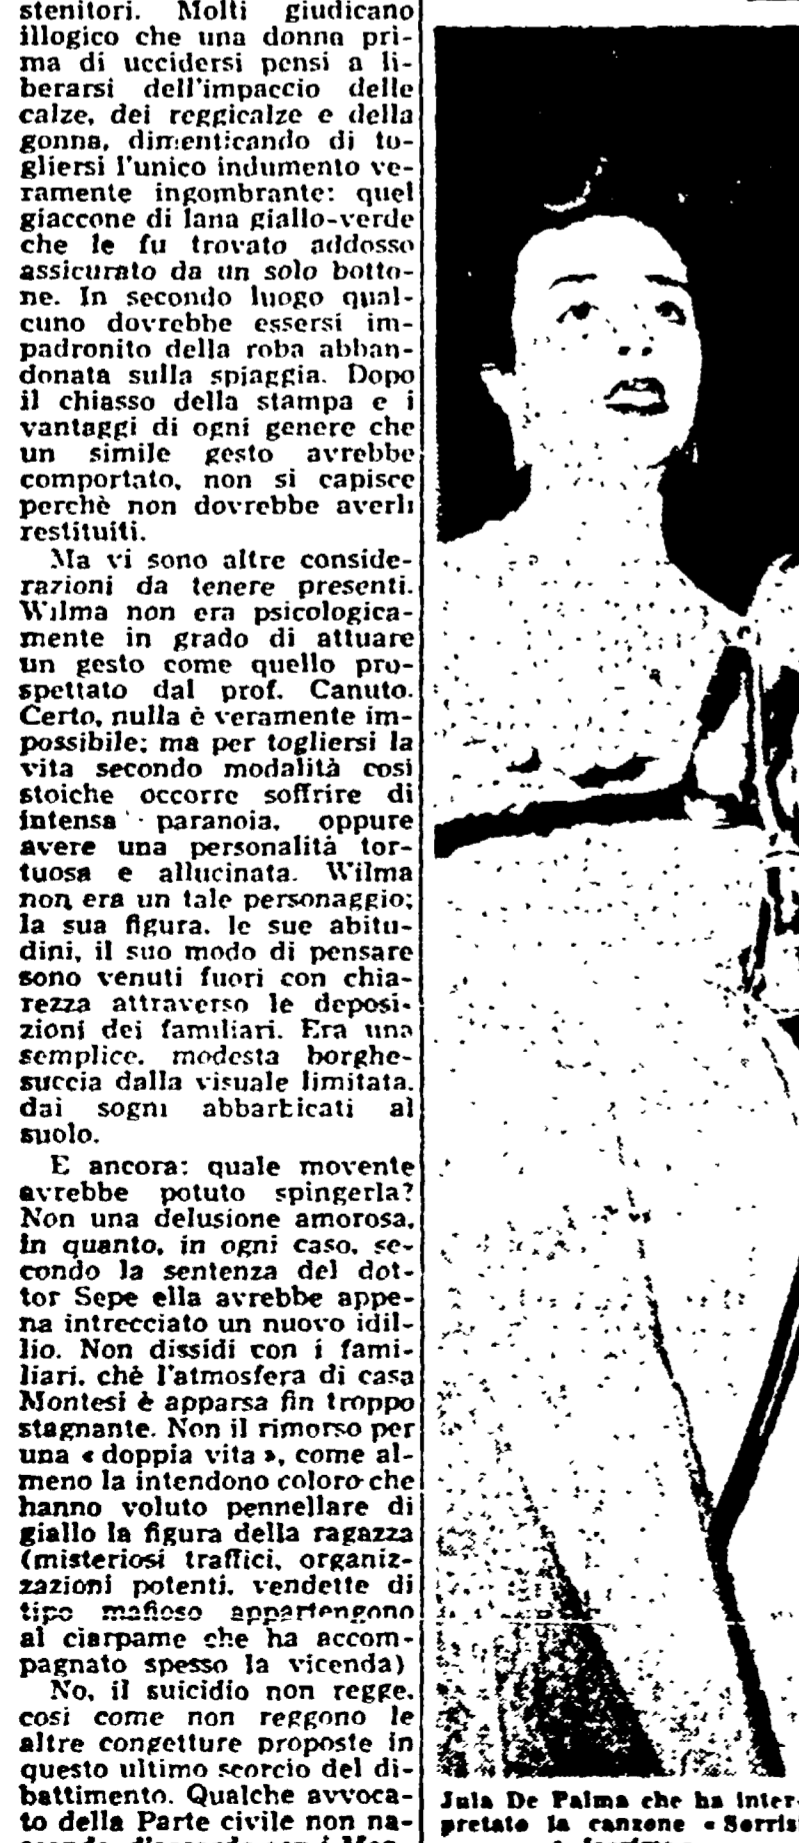 stenitori. Molti giudicano
illogico che una donna pri-
ma di uccidersi pensi a li-
berarsi dell'impaccio delle
calze, dei reggicalze e della
gonna, dimenticando di to-
gliersi l'unico indumento ve-
ramente ingombrante: quel
giaccone di lana giallo-verde
che le fu trovato addosso
assicurato da un solo botto-
ne. In secondo luogo qual-
cuno dovrebbe essersi im-
padronito della roba abban-
donata sulla spiaggia. Dopo
il chiasso della stampa e i
vantaggi di ogni genere che
un simile gesto avrebbe
comportato, non si capisce
perchè non dovrebbe averli
restituiti.
Ma vi sono altre conside-
razioni da tenere presenti.
Wilma non era psicologica-
mente in grado di attuare
un gesto come quello pro-
spettato dal prof. Canuto.
Certo, nulla è veramente im-
possibile; ma per togliersi la
vita secondo modalità così
stoiche occorre soffrire di
intensa paranoia, oppure
avere una personalità tor-
tuosa e allucinata. Wilma
non era un tale personaggio;
la sua figura, le sue abitu-
dini, il suo modo di pensare
sono venuti fuori con chia-
rezza attraverso le deposi-
zioni dei familiari. Era una
semplice, modesta borghe-
succia dalla visuale limitata,
dai sogni abbarbicati al
suolo.
E ancora: quale movente
avrebbe potuto spingerla?
Non una delusione amorosa,
in quanto, in ogni caso, se-
condo la sentenza del dot-
tor Sepe ella avrebbe appe-
na intrecciato un nuovo idil-
lio. Non dissidi con i fami-
liari, chè l'atmosfera di casa
Montesi è apparsa fin troppo
stagnante. Non il rimorso per
una « doppia vita », come al-
meno la intendono coloro che
hanno voluto pennellare di
giallo la figura della ragazza
(misteriosi traffici, organiz-
zazioni potenti, vendette di
tipo mafioso appartengono
al ciarpame che ha accom-
pagnato spesso la vicenda)
No, il suicidio non regge,
così come non reggono le
altre congetture proposte in
questo ultimo scorcio del di-
battimento. Qualche avvoca-
to della Parte civile non na-
Jula De Palma che ha inter-
pretato la canzone « Sorris